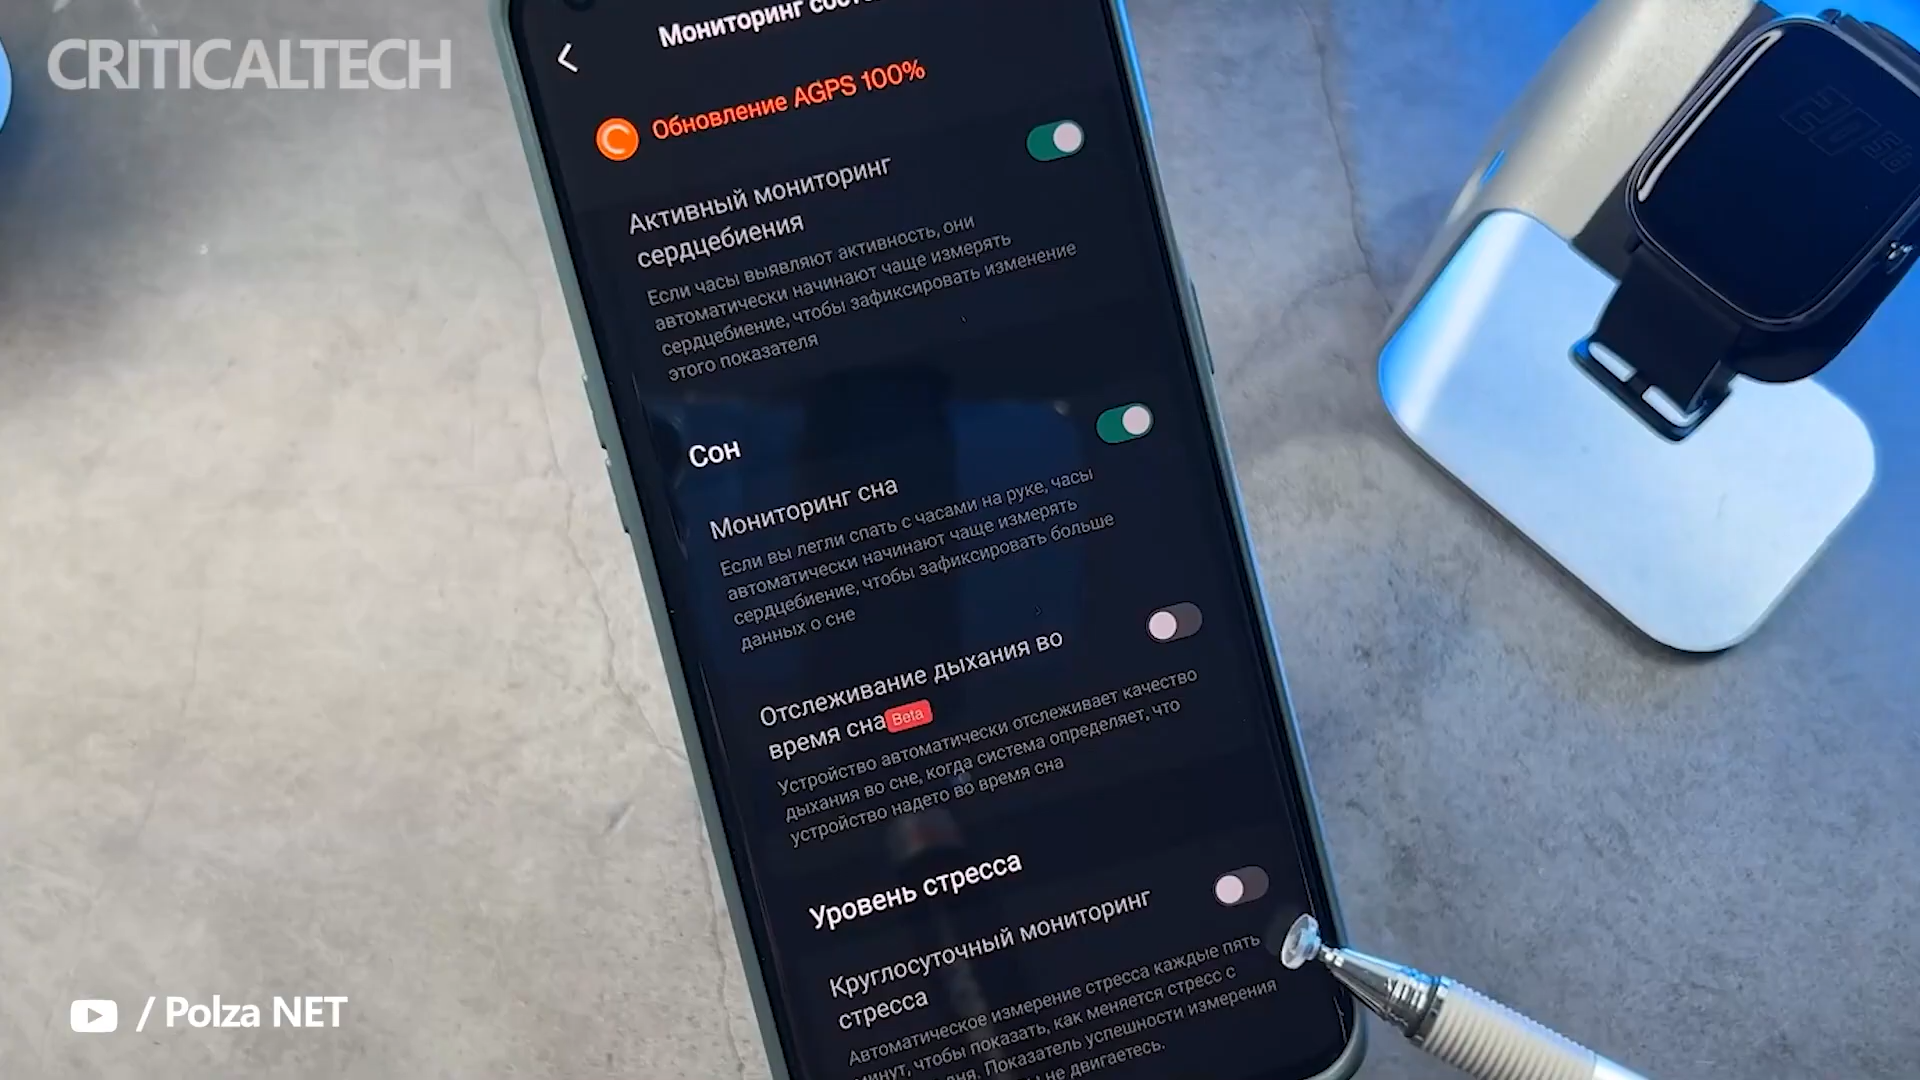 CRITICALTECH
Мониторинг
Обновление AGPS 100%
Активный мониторинг
сердцебиения
Если часы выявляют активность, они
автоматически начинают чаще измерять
сердцебиение, чтобы зафиксировать изменение
этого показателя
Сон
Мониторинг сна
Если вы легли спать с часами на руке, часы
автоматически начинают чаще измерять
сердцебиение, чтобы зафиксировать больше
данных о сне
Отслеживание дыхания во
время сна Beta
Устройство автоматически отслеживает качество
дыхания во сне, когда система определяет, что
устройство надето во время сна
Уровень стресса
Круглосуточный мониторинг
стресса
Автоматическое измерение стресса каждые пять
минут, чтобы показать, как меняется стресс с
Показатель успешности измерения
не двигаетесь.
20 58
/ Polza NET